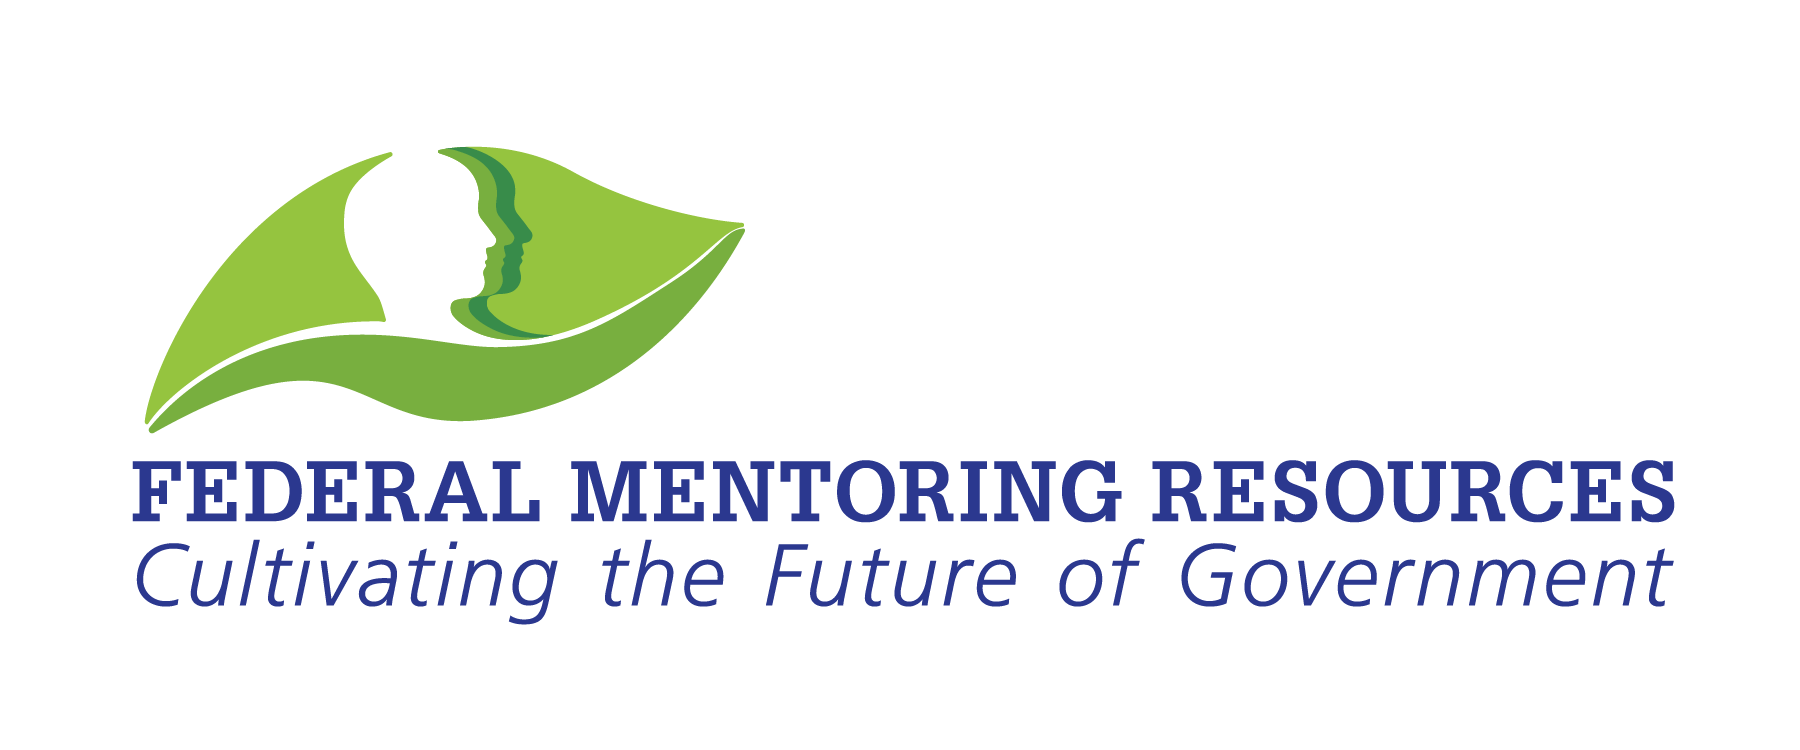 FEDERAL MENTORING RESOURCES
Cultivating the Future of Government